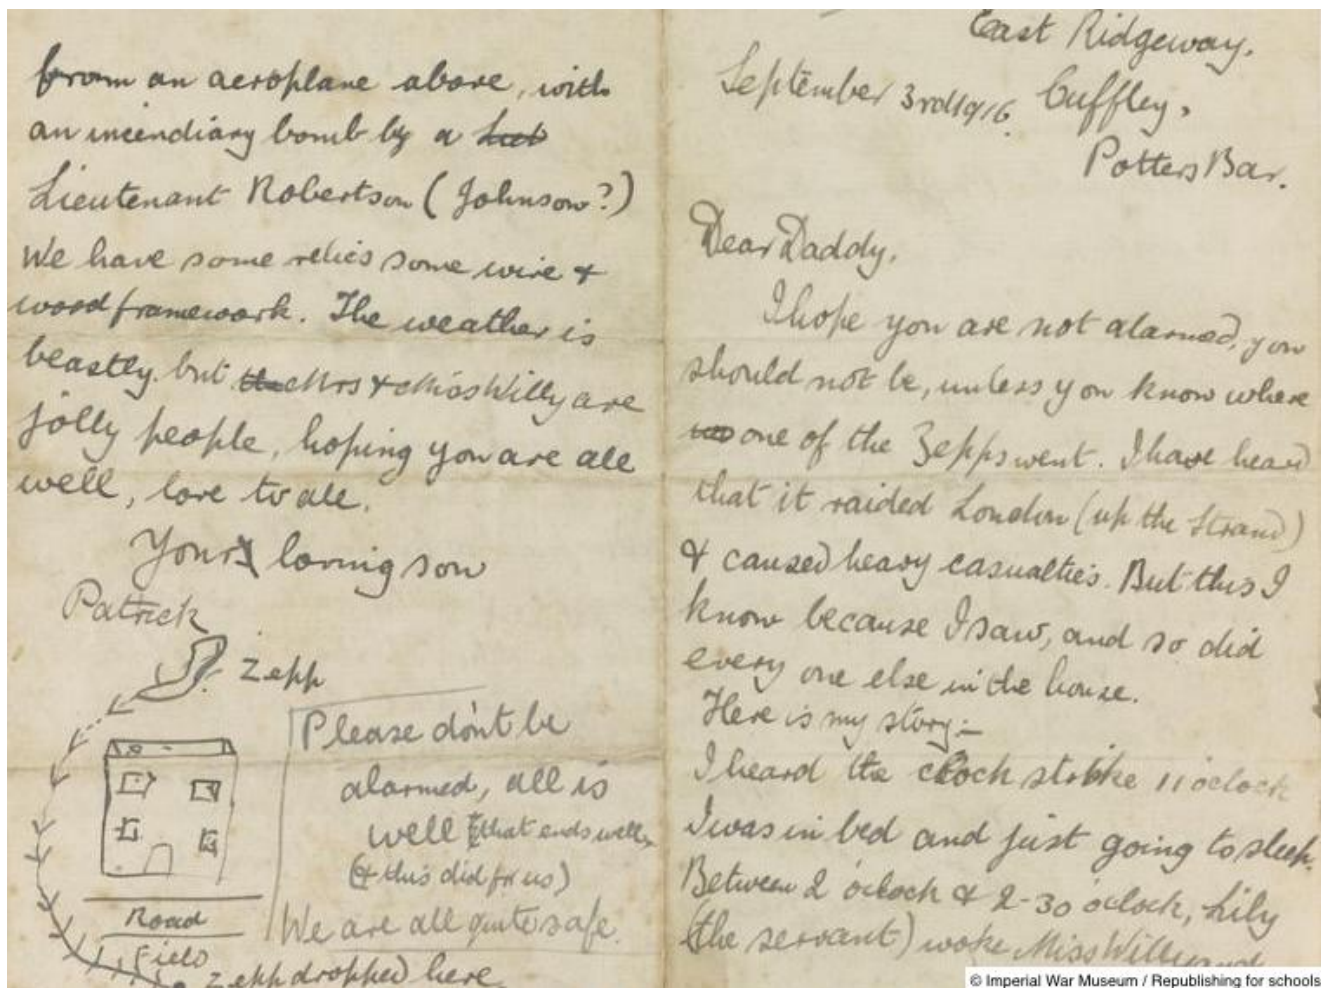 from an aeroplane above, with
an incendiary bomb by a
Lieutenant Robertson (Johnson?)
We have some relics some wire &
wood framework. The weather is
beastly. but the Mrs & Miss Willy are
jolly people, hoping you are all
well, love to all.
Your loving son
Patrick
Zepp
Please don't be
alarmed, all is
well (that ends well
(& this did for us)
We are all quite safe.
Road
Field
Zepp dropped here
East Ridgeway,
September 3rd 1916. Cuffley,
Potters Bar.
Dear Daddy,
I hope you are not alarmed, you
should not be, unless you know where
one of the Zepps went. I have heard
that it raided London (up the Strand)
& caused heavy casualties. But this I
know because I saw, and so did
every one else in the house.
Here is my story:—
I heard the clock strike 11 o'clock
I was in bed and just going to sleep.
Between 2 o'clock & 2-30 o'clock, Lily
(the servant) woke Miss Willy and
© Imperial War Museum / Republishing for schools